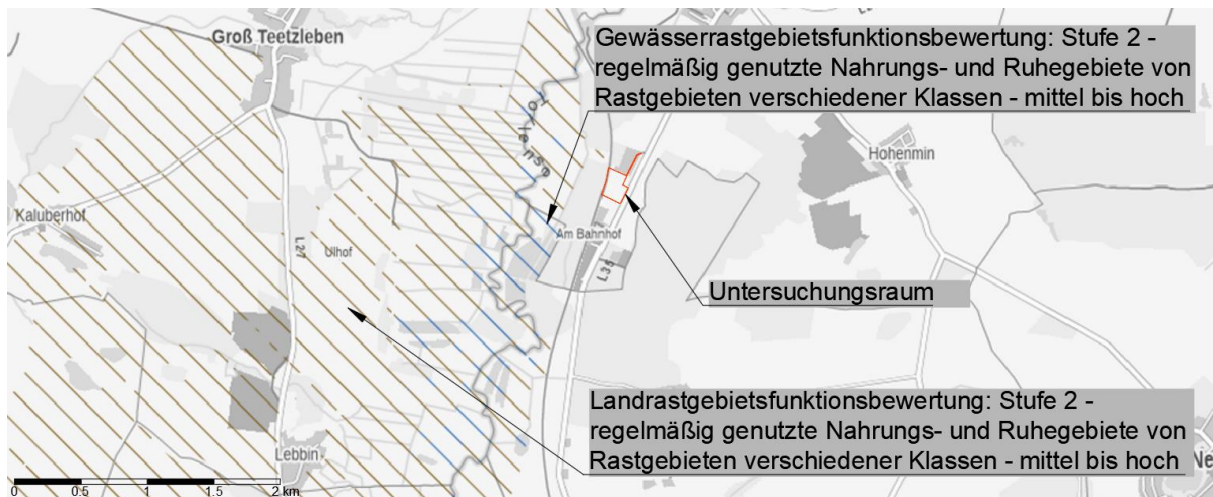 Groß Teetzleben
Gewässerrastgebietsfunktionsbewertung: Stufe 2 -
regelmäßig genutzte Nahrungs- und Ruhegebiete von
Rastgebieten verschiedener Klassen - mittel bis hoch
Tollense
Hohenmin
Kaluberhof
Am Bahnhof
L27
Ulhof
L35
Untersuchungsraum
Landrastgebietsfunktionsbewertung: Stufe 2 -
regelmäßig genutzte Nahrungs- und Ruhegebiete von
Rastgebieten verschiedener Klassen - mittel bis hoch
Lebbin
Ne
0 0.5 1 1.5 2 km